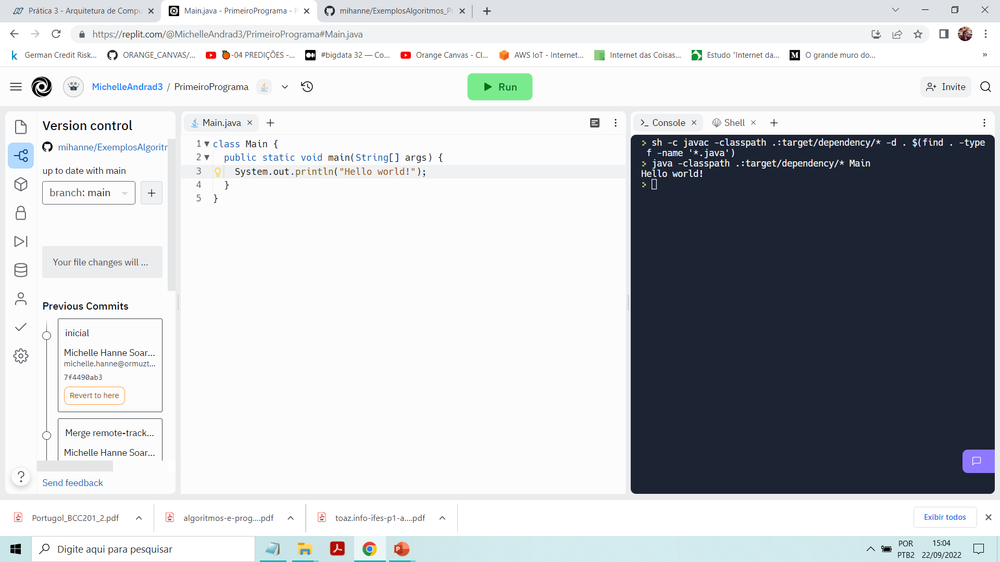 Prática 3 - Arquitetura de Compu
Main.java - PrimeiroPrograma - R
mihanne/ExemplosAlgoritmos_Pr
https://replit.com/@MichelleAndrad3/PrimeiroPrograma#Main.java
German Credit Risk...
ORANGE_CANVAS/...
-04 PREDIÇÕES -...
#bigdata 32 — Co...
Orange Canvas - Cl...
AWS IoT - Internet...
Internet das Coisas...
Estudo “Internet da...
O grande muro do...
»
MichelleAndrad3 / PrimeiroPrograma
Run
Invite
Version control
mihanne/ExemplosAlgoritr
up to date with main
branch: main
+
Your file changes will ...
Previous Commits
inicial
Michelle Hanne Soar...
michelle.hanne@ormuzt...
7f4490ab3
Revert to here
Merge remote-track...
Michelle Hanne Soar...
?
Send feedback
Main.java
1 class Main {
2 public static void main(String[] args) {
3 System.out.println("Hello world!");
4 }
5 }
Console
Shell
> sh -c javac -classpath .:target/dependency/* -d . $(find . -type
f -name '*.java')
> java -classpath .:target/dependency/* Main
Hello world!
>
Portugol_BCC201_2.pdf
algoritmos-e-prog....pdf
toaz.info-ifes-p1-a....pdf
Exibir todos
Digite aqui para pesquisar
POR
PTB2
15:04
22/09/2022